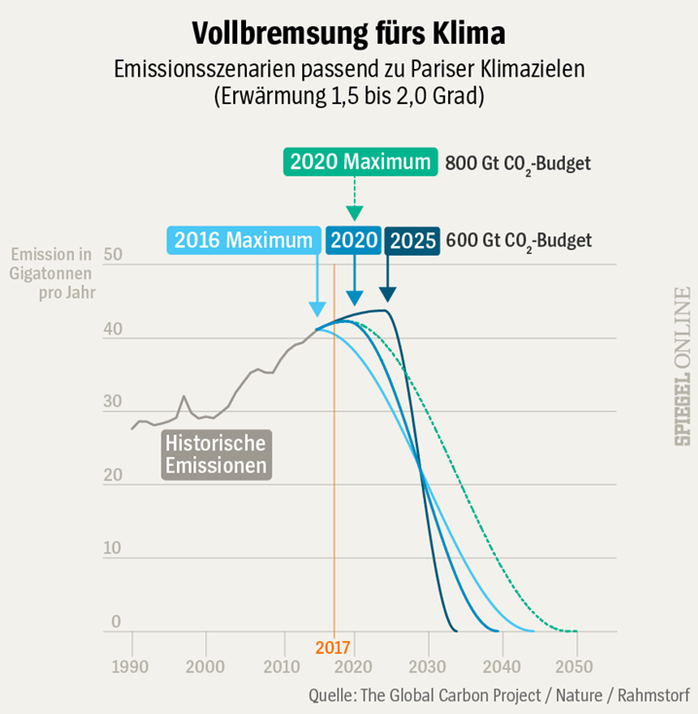 Vollbremsung fürs Klima
Emissionsszenarien passend zu Pariser Klimazielen
(Erwärmung 1,5 bis 2,0 Grad)
2020 Maximum 800 Gt CO₂-Budget
2016 Maximum 2020 2025 600 Gt CO₂-Budget
Emission in
Gigatonnen
pro Jahr
50
40
30
20
10
0
Historische
Emissionen
2017
1990 2000 2010 2020 2030 2040 2050
Quelle: The Global Carbon Project / Nature / Rahmstorf
SPIEGEL ONLINE